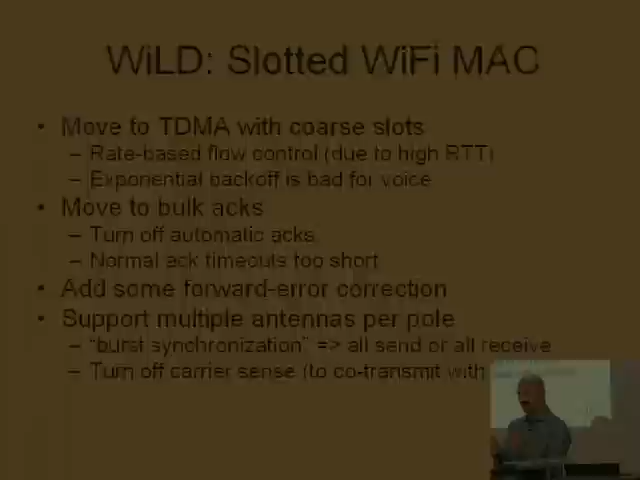 WiLD: Slotted WiFi MAC
• Move to TDMA with coarse slots
– Rate-based flow control (due to high RTT)
– Exponential backoff is bad for voice
• Move to bulk acks
– Turn off automatic acks
– Normal ack timeouts too short
• Add some forward-error correction
• Support multiple antennas per pole
– "burst synchronization" => all send or all receive
– Turn off carrier sense (to co-transmit with